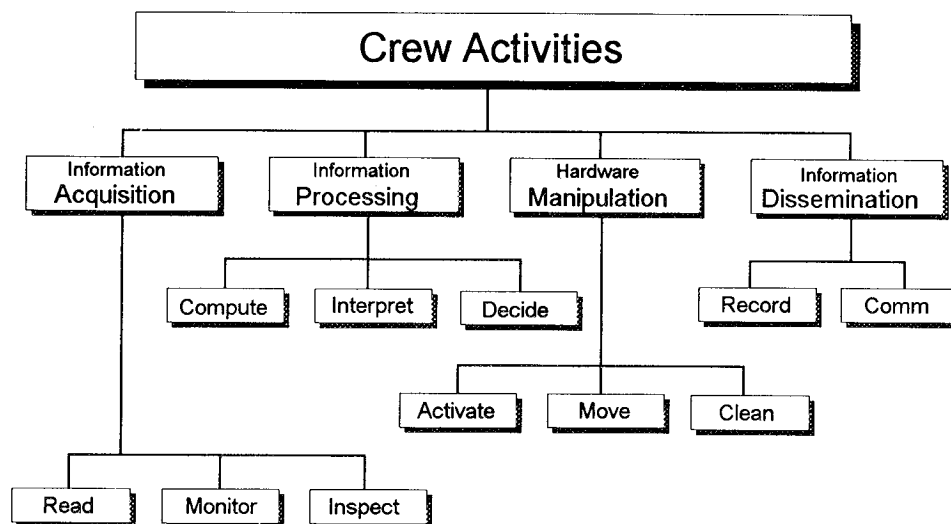 Crew Activities
Information
Acquisition
Information
Processing
Hardware
Manipulation
Information
Dissemination
Compute
Interpret
Decide
Record
Comm
Activate
Move
Clean
Read
Monitor
Inspect